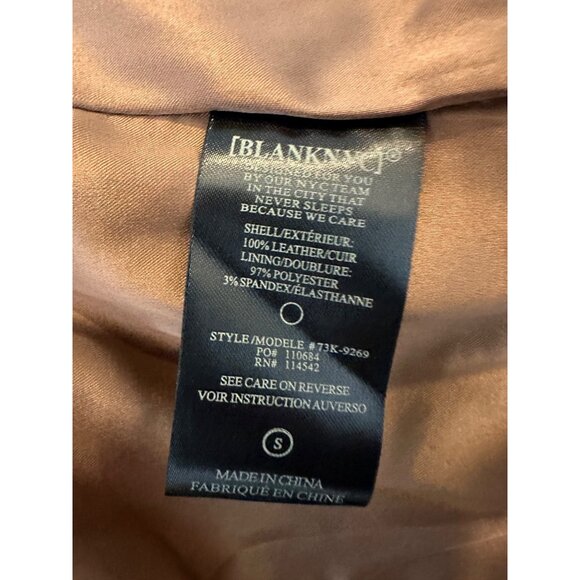 [BLANKNYC]®
DESIGNED FOR YOU
BY OUR NYC TEAM
IN THE CITY THAT
NEVER SLEEPS
BECAUSE WE CARE
SHELL/EXTÉRIEUR:
100% LEATHER/CUIR
LINING/DOUBLURE:
97% POLYESTER
3% SPANDEX/ÉLASTHANNE
STYLE/MODELE #73K-9269
PO# 110684
RN# 114542
SEE CARE ON REVERSE
VOIR INSTRUCTION AUVERSO
S
MADE IN CHINA
FABRIQUÉ EN CHINE